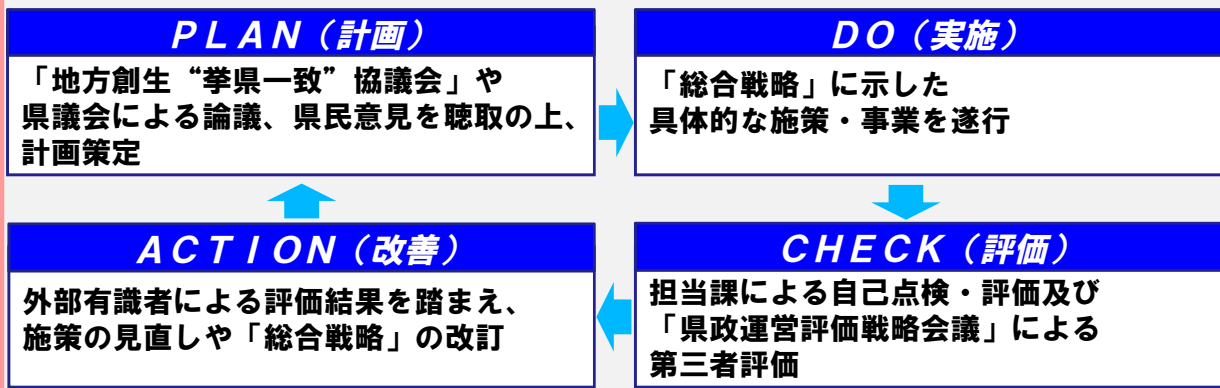 PLAN(計画)
「地方創生“挙県一致”協議会」や
県議会による論議、県民意見を聴取の上、
計画策定
DO(実施)
「総合戦略」に示した
具体的な施策・事業を遂行
ACTION(改善)
外部有識者による評価結果を踏まえ、
施策の見直しや「総合戦略」の改訂
CHECK(評価)
担当課による自己点検・評価及び
「県政運営評価戦略会議」による
第三者評価